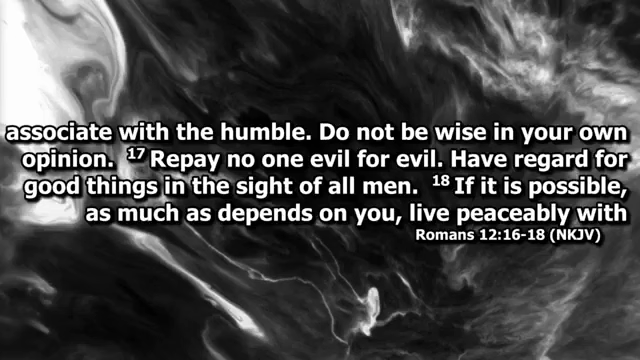 associate with the humble. Do not be wise in your own
opinion. 17 Repay no one evil for evil. Have regard for
good things in the sight of all men. 18 If it is possible,
as much as depends on you, live peaceably with
Romans 12:16-18 (NKJV)